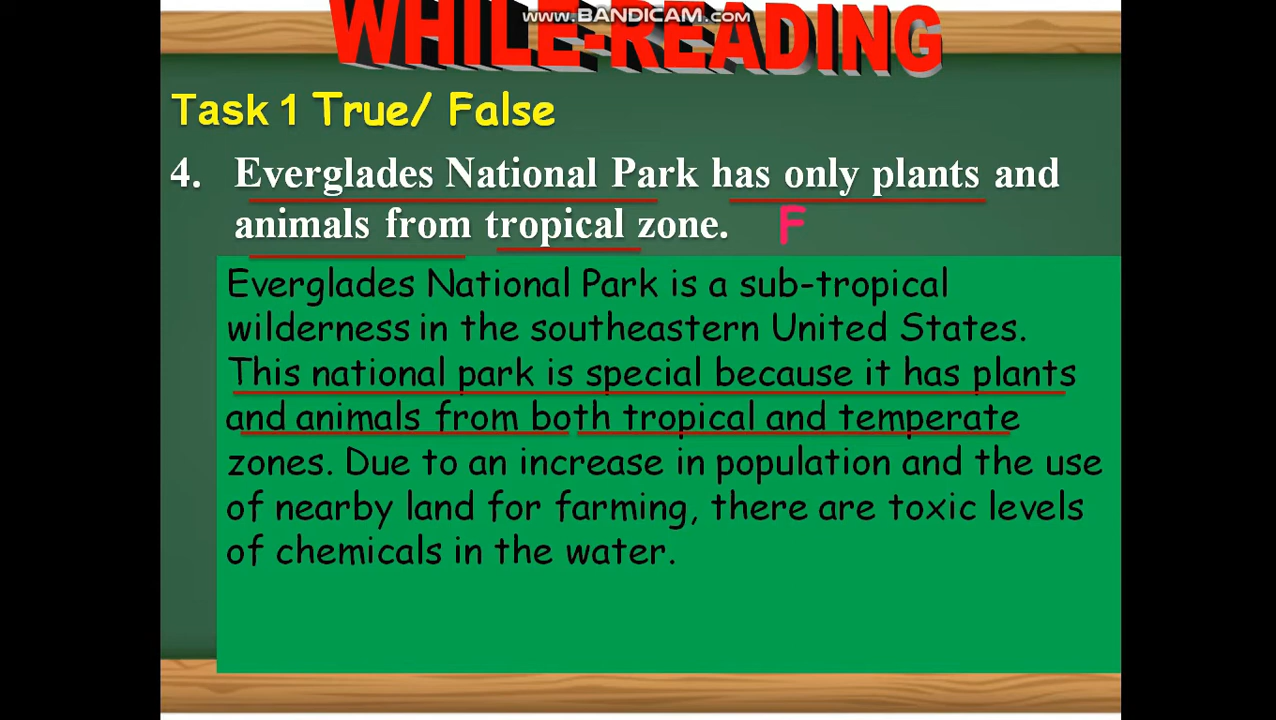 www.BANDICAM.com
WHILE-READING
Task 1 True/ False
4. Everglades National Park has only plants and
animals from tropical zone. F
Everglades National Park is a sub-tropical
wilderness in the southeastern United States.
This national park is special because it has plants
and animals from both tropical and temperate
zones. Due to an increase in population and the use
of nearby land for farming, there are toxic levels
of chemicals in the water.